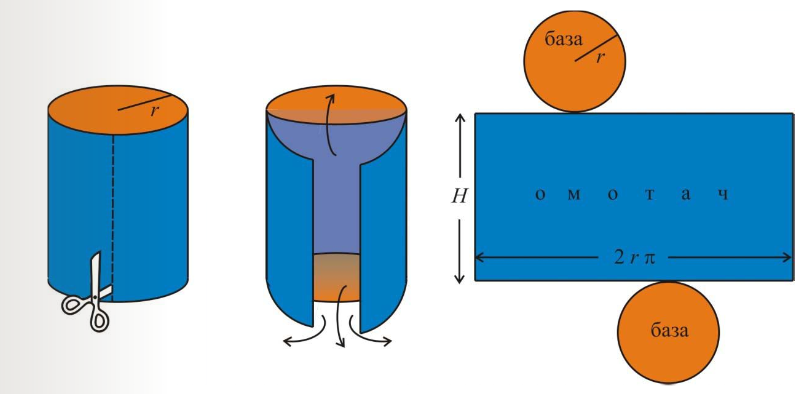 r
база
r
H
о м о т а ч
2 r π
база